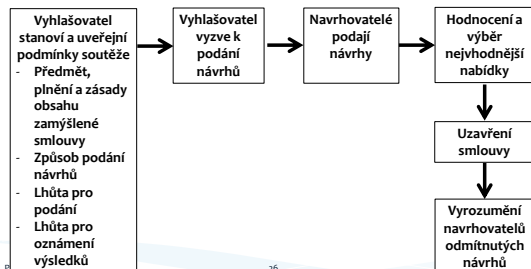 Vyhlašovatel
stanoví a uveřejní
podmínky soutěže
- Předmět,
plnění a zásady
obsahu
zamýšlené
smlouvy
- Způsob podání
návrhů
- Lhůta pro
podání
- Lhůta pro
oznámení
výsledků
Vyhlašovatel
vyzve k
podání
návrhů
Navrhovatelé
podají
návrhy
Hodnocení a
výběr
nejvhodnější
nabídky
Uzavření
smlouvy
Vyrozumění
navrhovatelů
odmítnutých
návrhů
26